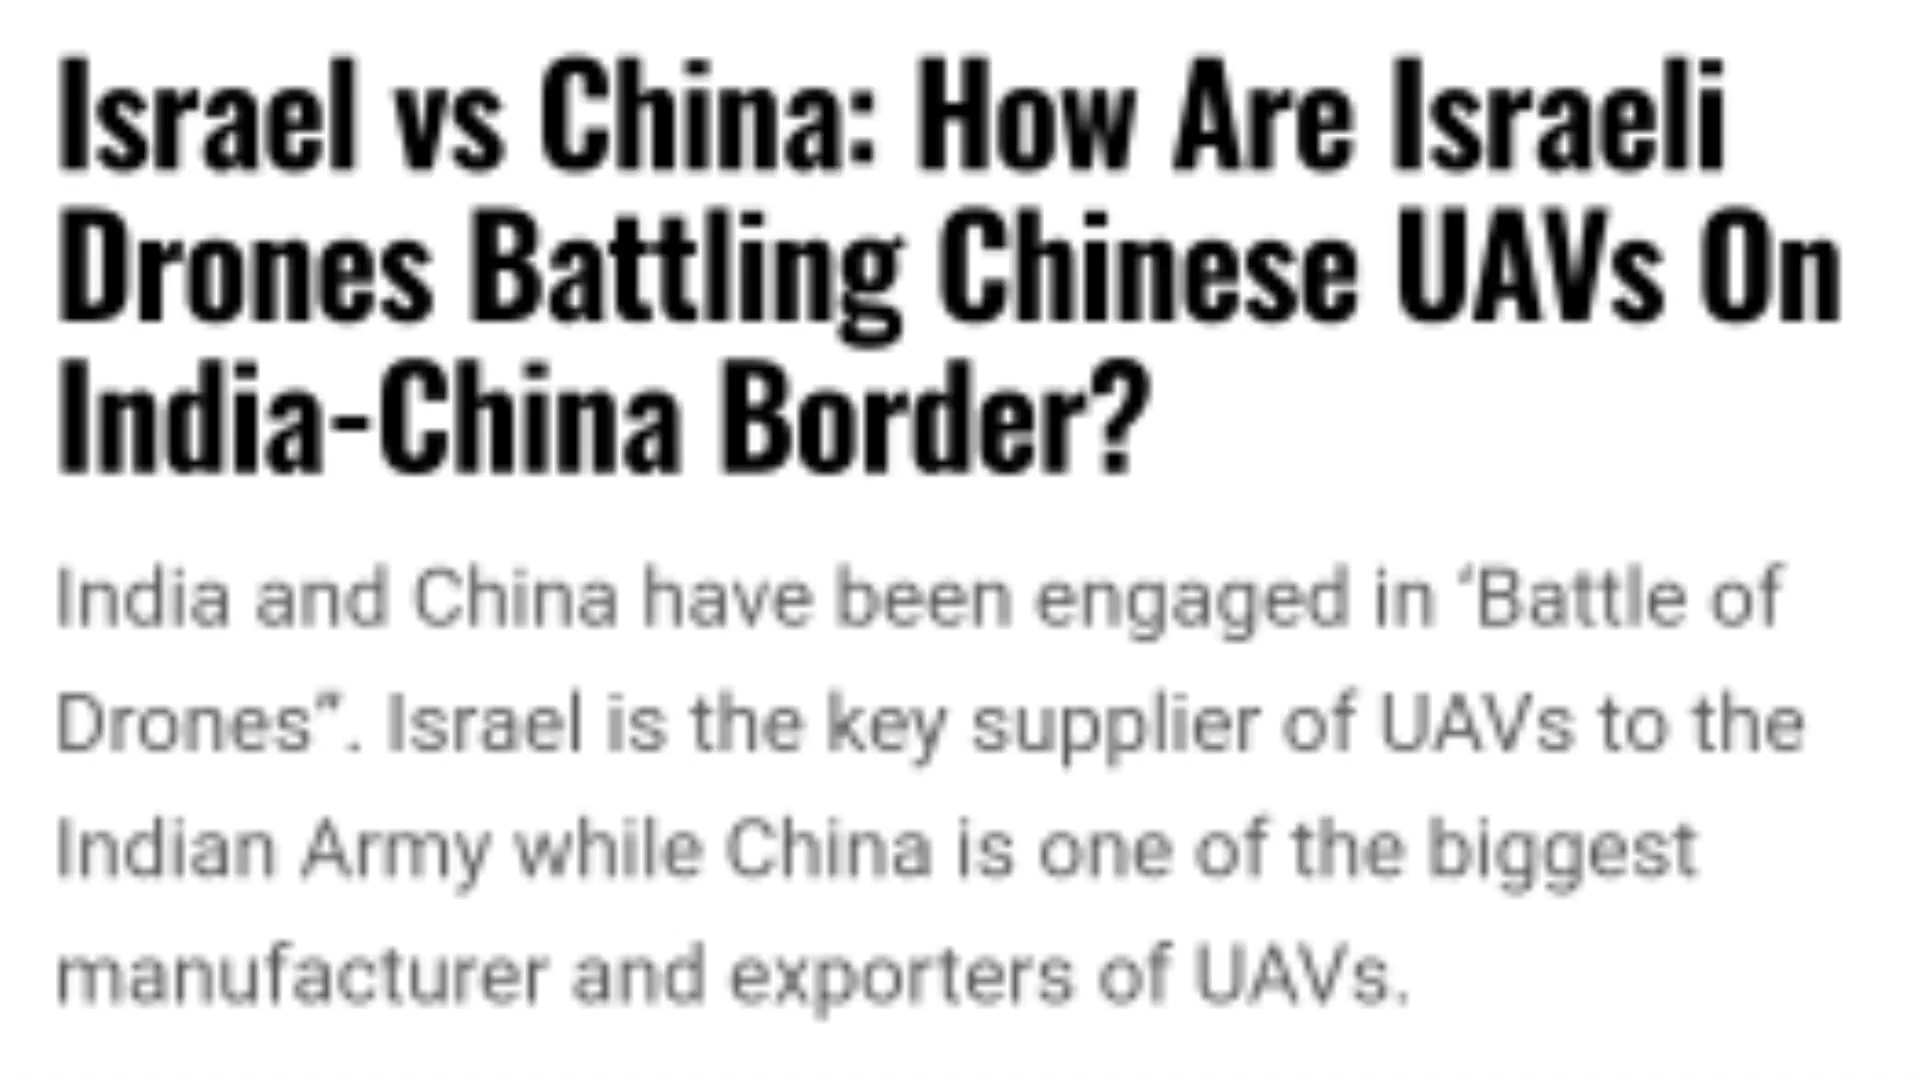 Israel vs China: How Are Israeli
Drones Battling Chinese UAVs On
India-China Border?
India and China have been engaged in ‘Battle of
Drones”. Israel is the key supplier of UAVs to the
Indian Army while China is one of the biggest
manufacturer and exporters of UAVs.